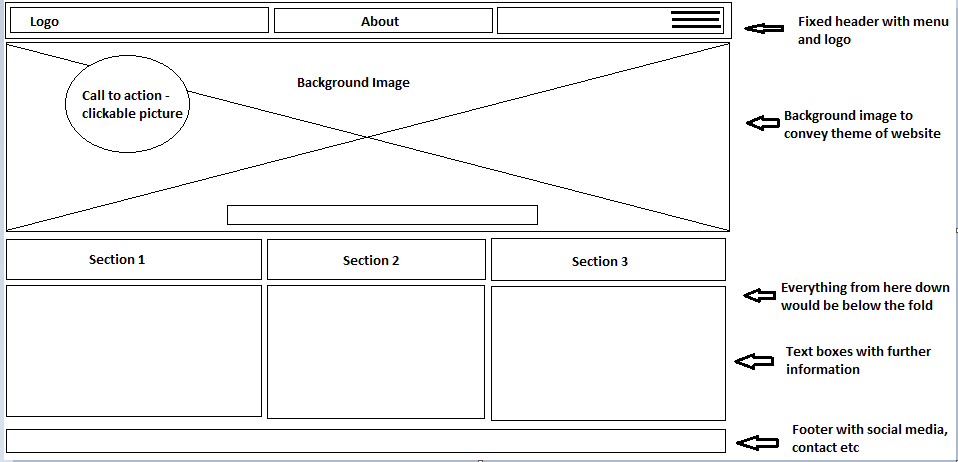 Logo
About
Fixed header with menu
and logo
Background Image
Call to action -
clickable picture
Background image to
convey theme of website
Section 1
Section 2
Section 3
Everything from here down
would be below the fold
Text boxes with further
information
Footer with social media,
contact etc